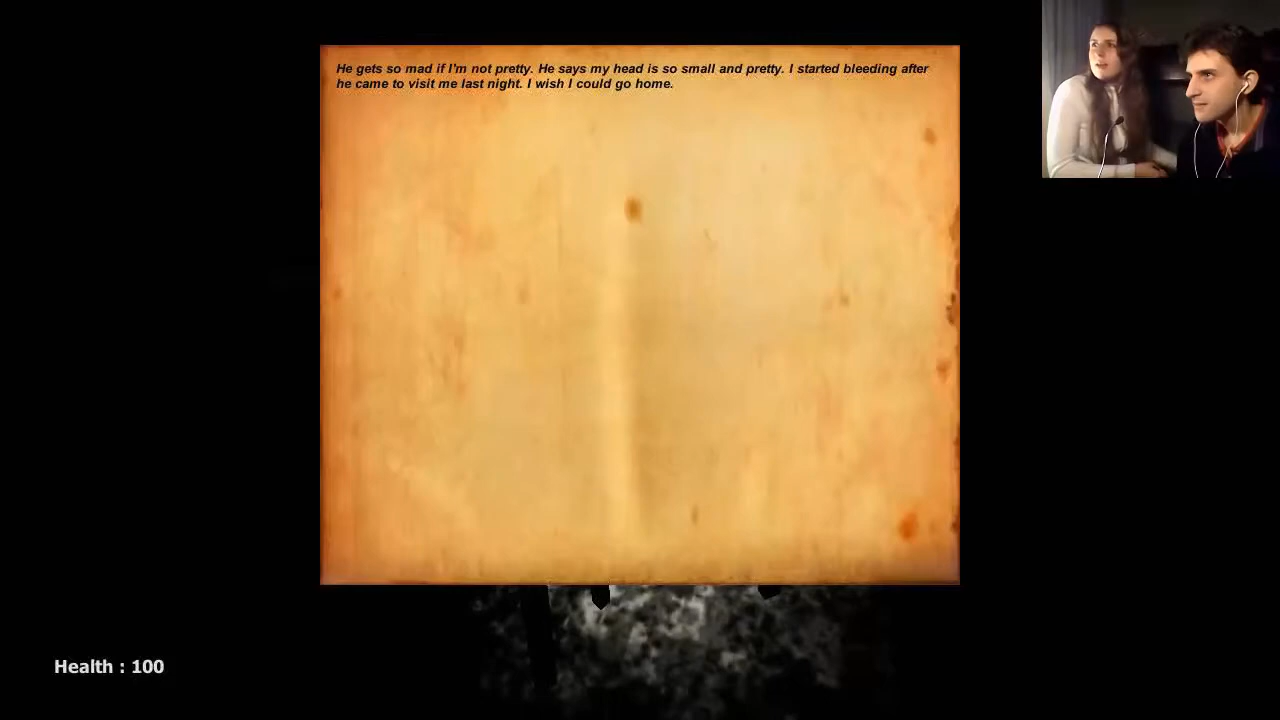 He gets so mad if I'm not pretty. He says my head is so small and pretty. I started bleeding after
he came to visit me last night. I wish I could go home.
Health : 100